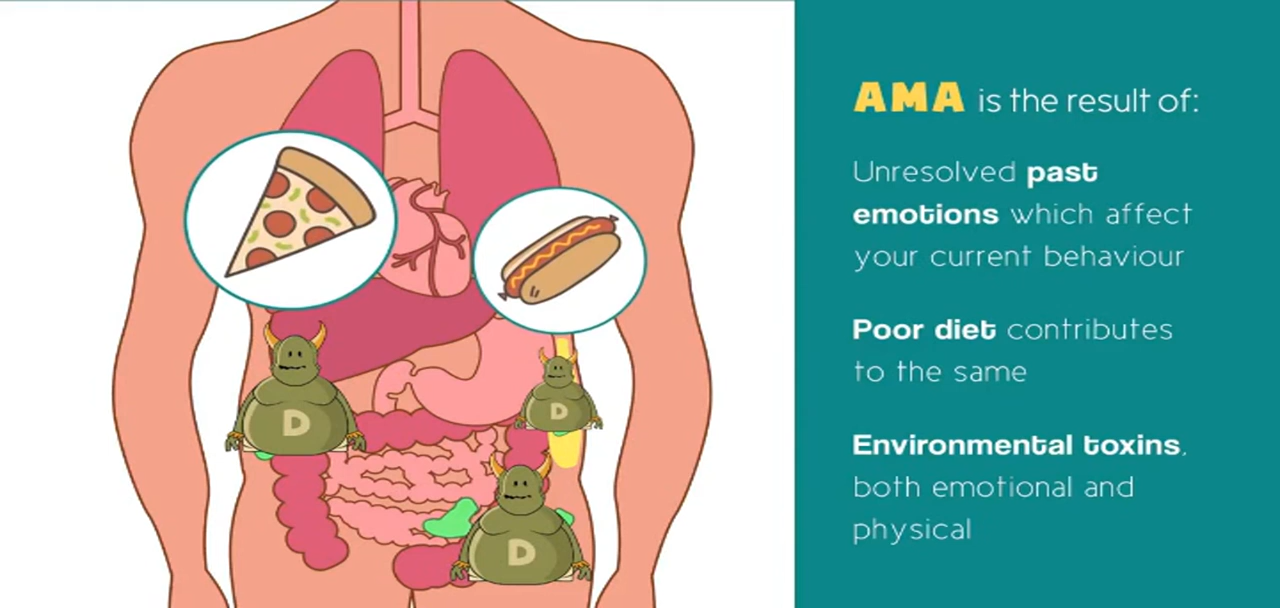 AMA is the result of:
Unresolved past
emotions which affect
your current behaviour
Poor diet contributes
to the same
Environmental toxins,
both emotional and
physical
D
D
D